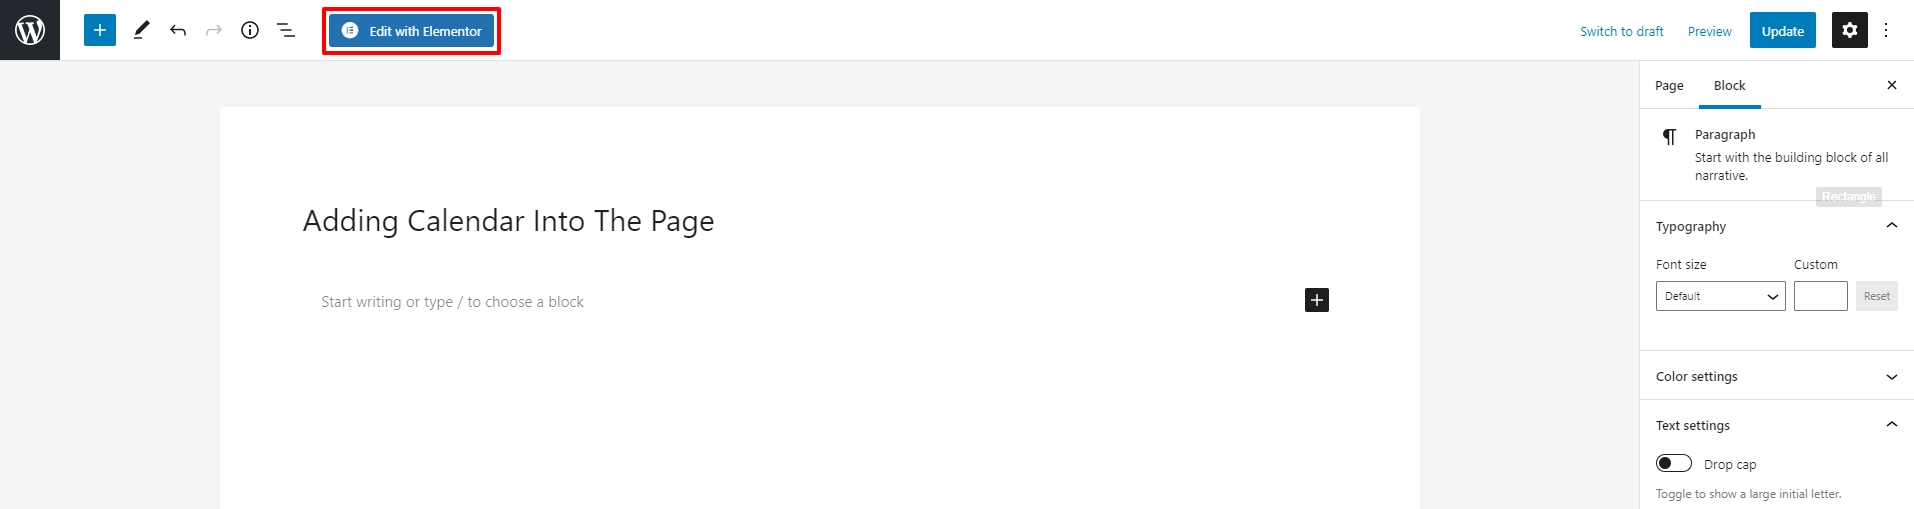 Edit with Elementor
Switch to draft
Preview
Update
Page
Block
Paragraph
Start with the building block of all
narrative.
Rectangle
Adding Calendar Into The Page
Typography
Font size
Custom
Start writing or type / to choose a block
Default
Reset
Color settings
Text settings
Drop cap
Toggle to show a large initial letter.